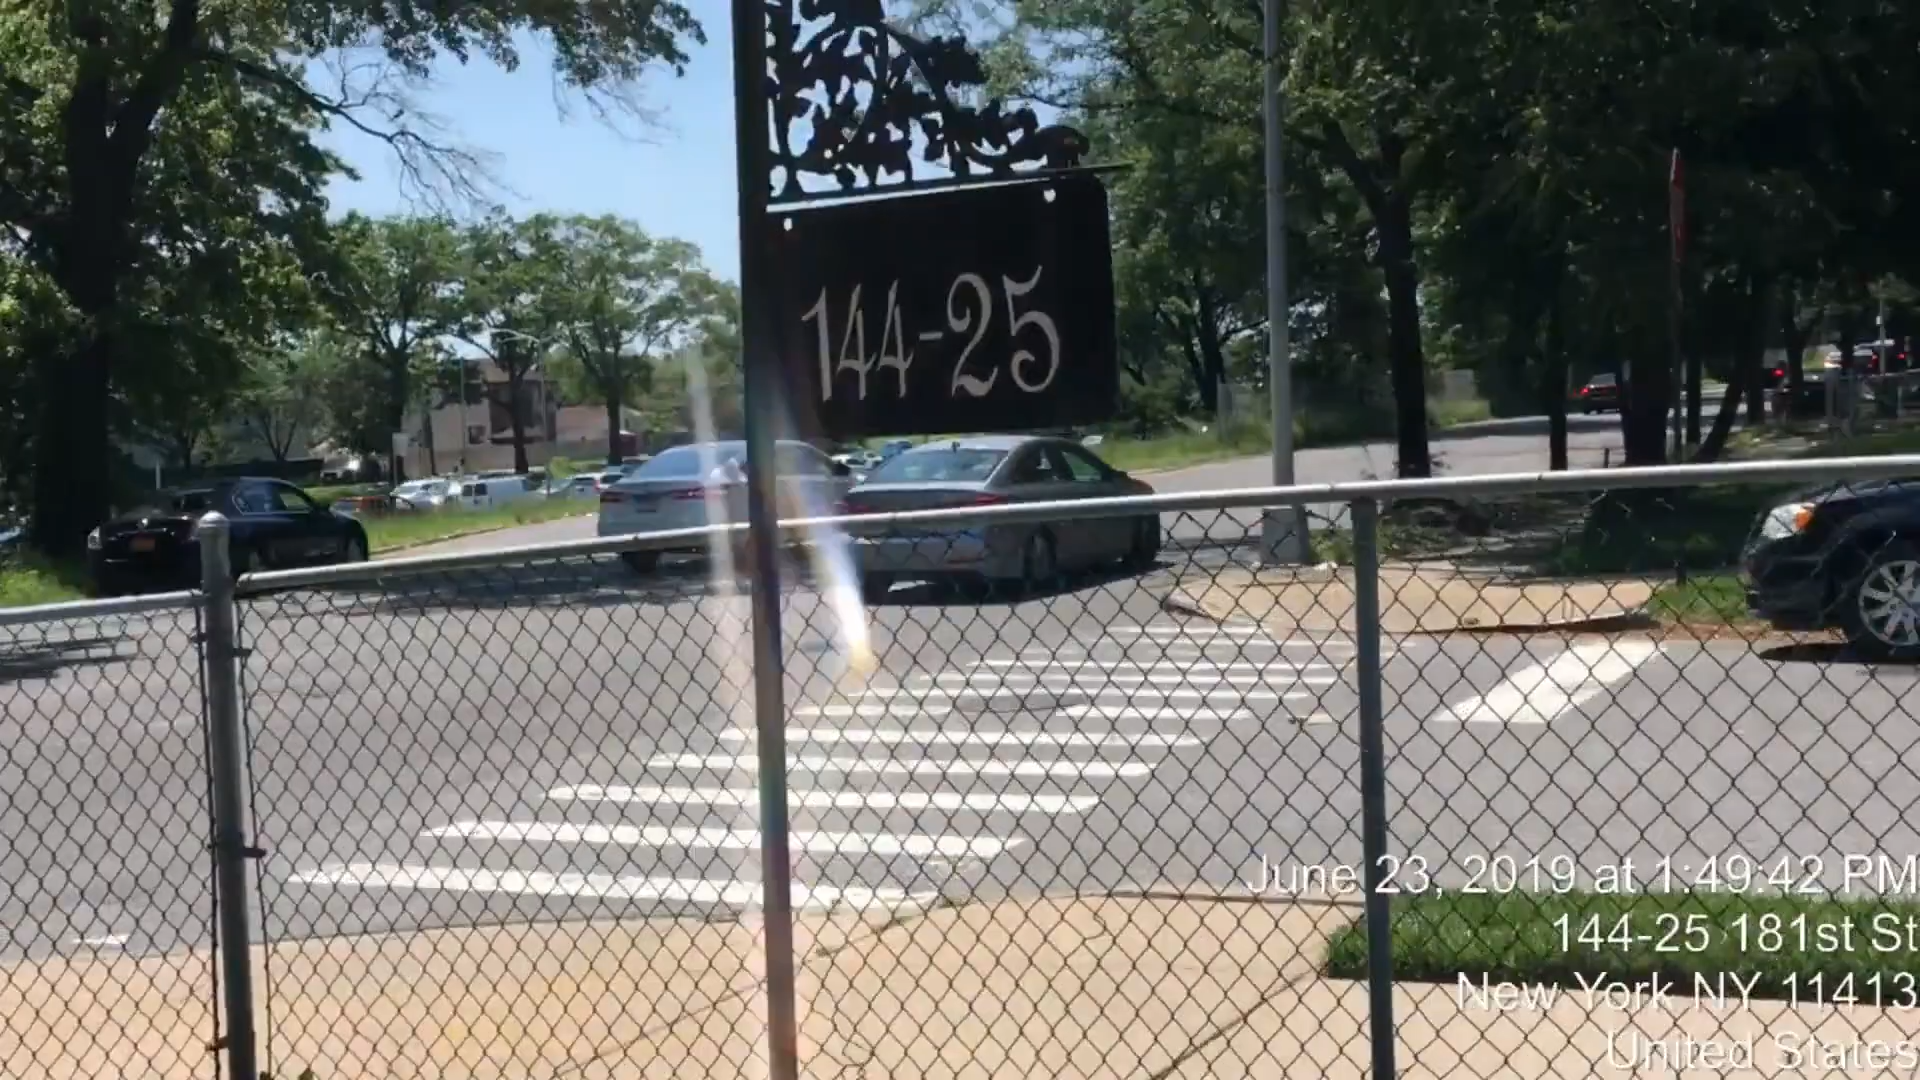 144-25
June 23, 2019 at 1:49:42 PM
144-25 181st St
New York NY 11413
United States